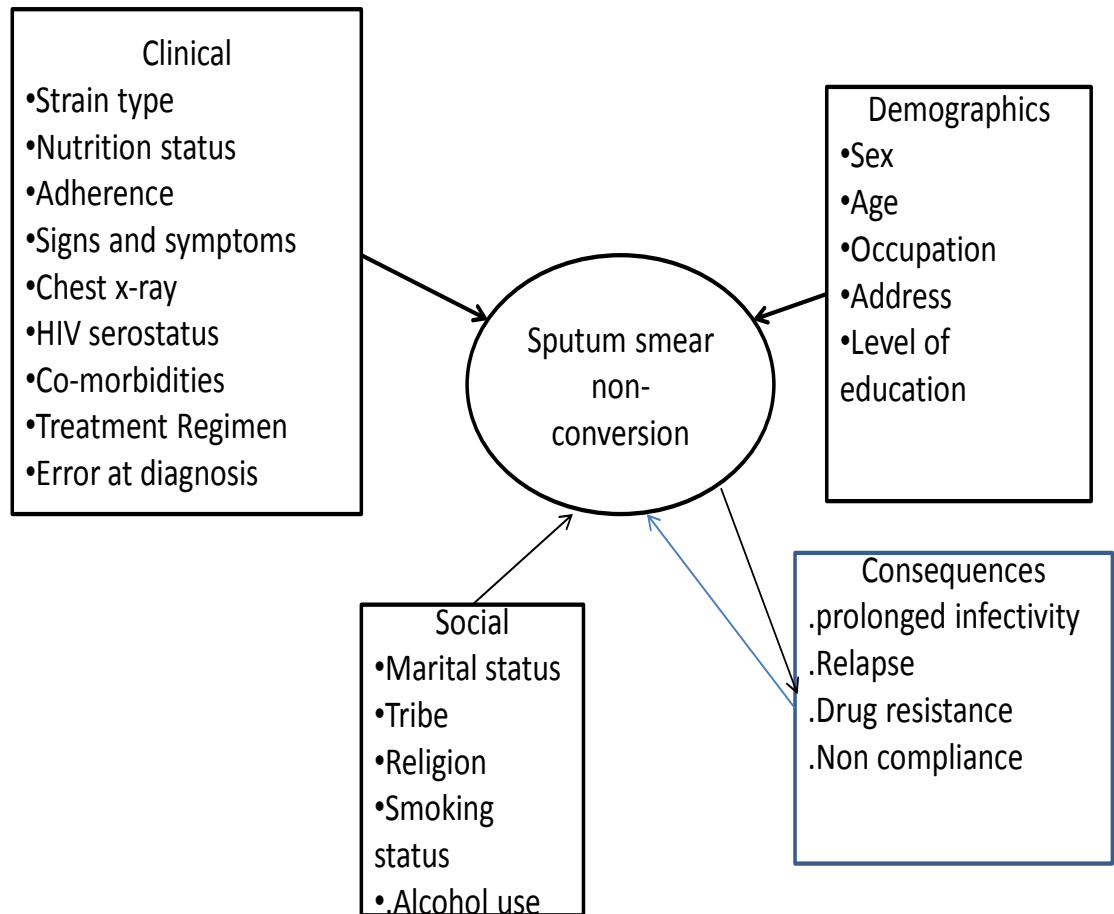 Clinical
•Strain type
•Nutrition status
•Adherence
•Signs and symptoms
•Chest x-ray
•HIV serostatus
•Co-morbidities
•Treatment Regimen
•Error at diagnosis
Demographics
•Sex
•Age
•Occupation
•Address
•Level of
education
Sputum smear
non-
conversion
Social
•Marital status
•Tribe
•Religion
•Smoking
status
•.Alcohol use
Consequences
.prolonged infectivity
.Relapse
.Drug resistance
.Non compliance